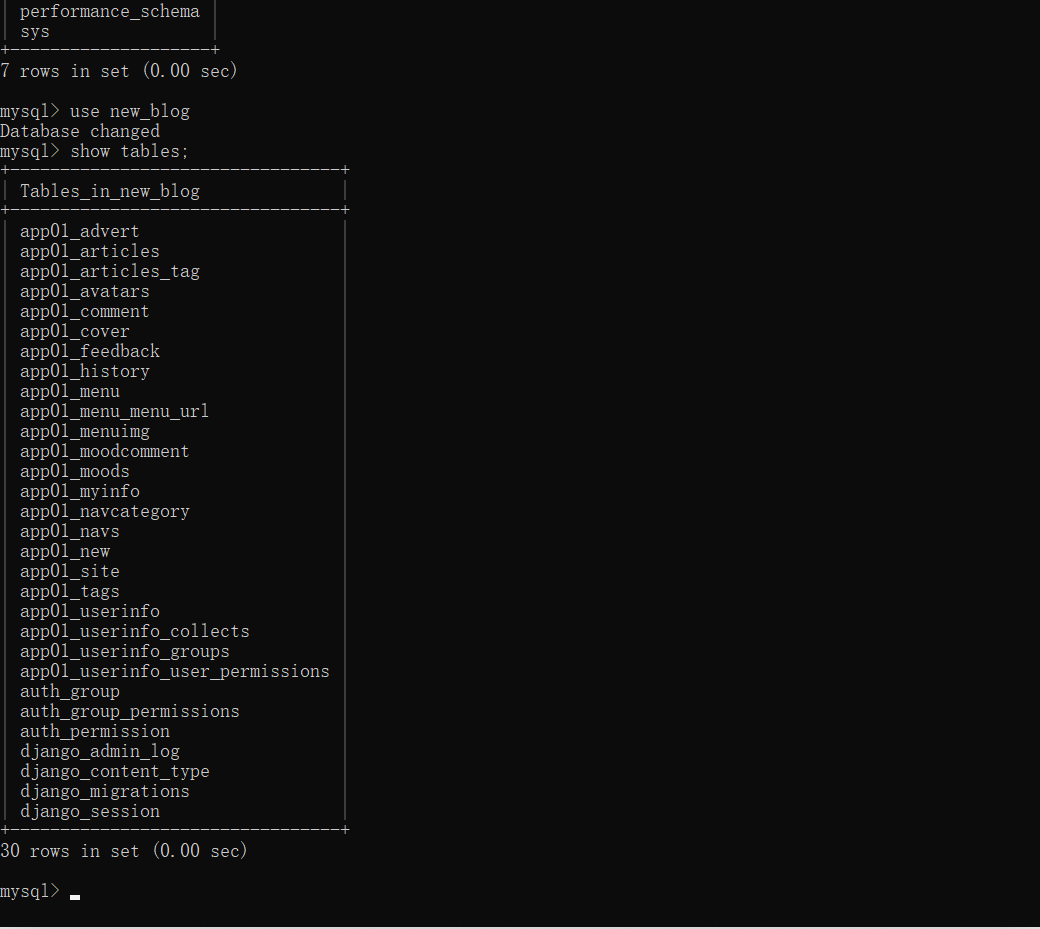 | performance_schema |
| sys                |
+--------------------+
7 rows in set (0.00 sec)

mysql> use new_blog
Database changed
mysql> show tables;
+---------------------------------+
| Tables_in_new_blog              |
+---------------------------------+
| app01_advert                    |
| app01_articles                  |
| app01_articles_tag              |
| app01_avatars                   |
| app01_comment                   |
| app01_cover                     |
| app01_feedback                  |
| app01_history                   |
| app01_menu                      |
| app01_menu_menu_url             |
| app01_menuimg                   |
| app01_moodcomment               |
| app01_moods                     |
| app01_myinfo                    |
| app01_navcategory               |
| app01_navs                      |
| app01_new                       |
| app01_site                      |
| app01_tags                      |
| app01_userinfo                  |
| app01_userinfo_collects         |
| app01_userinfo_groups           |
| app01_userinfo_user_permissions |
| auth_group                      |
| auth_group_permissions          |
| auth_permission                 |
| django_admin_log                |
| django_content_type             |
| django_migrations               |
| django_session                  |
+---------------------------------+
30 rows in set (0.00 sec)

mysql>